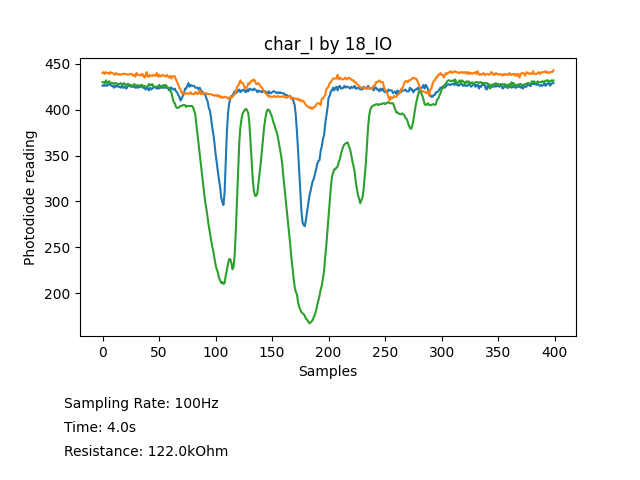 char_I by 18_IO
Photodiode reading
450
400
350
300
250
200
0 50 100 150 200 250 300 350 400
Samples
Sampling Rate: 100Hz
Time: 4.0s
Resistance: 122.0kOhm